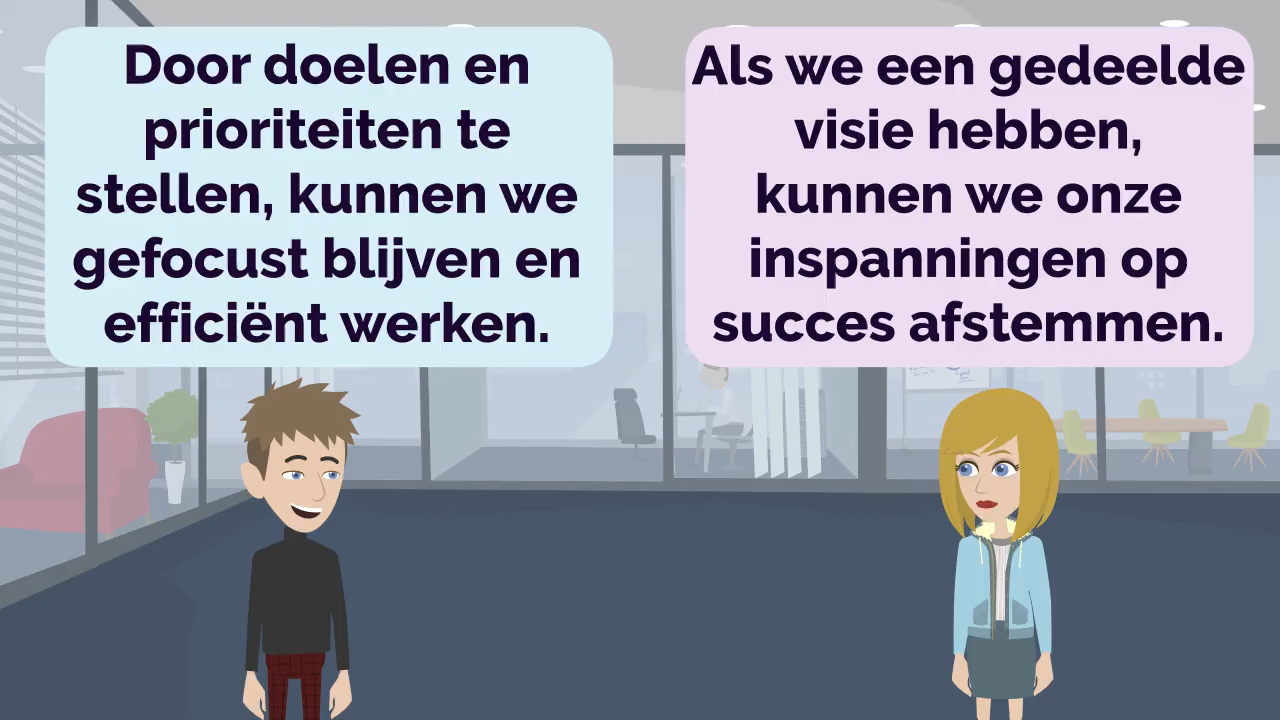 Door doelen en
prioriteiten te
stellen, kunnen we
gefocust blijven en
efficiënt werken.
Als we een gedeelde
visie hebben,
kunnen we onze
inspanningen op
succes afstemmen.